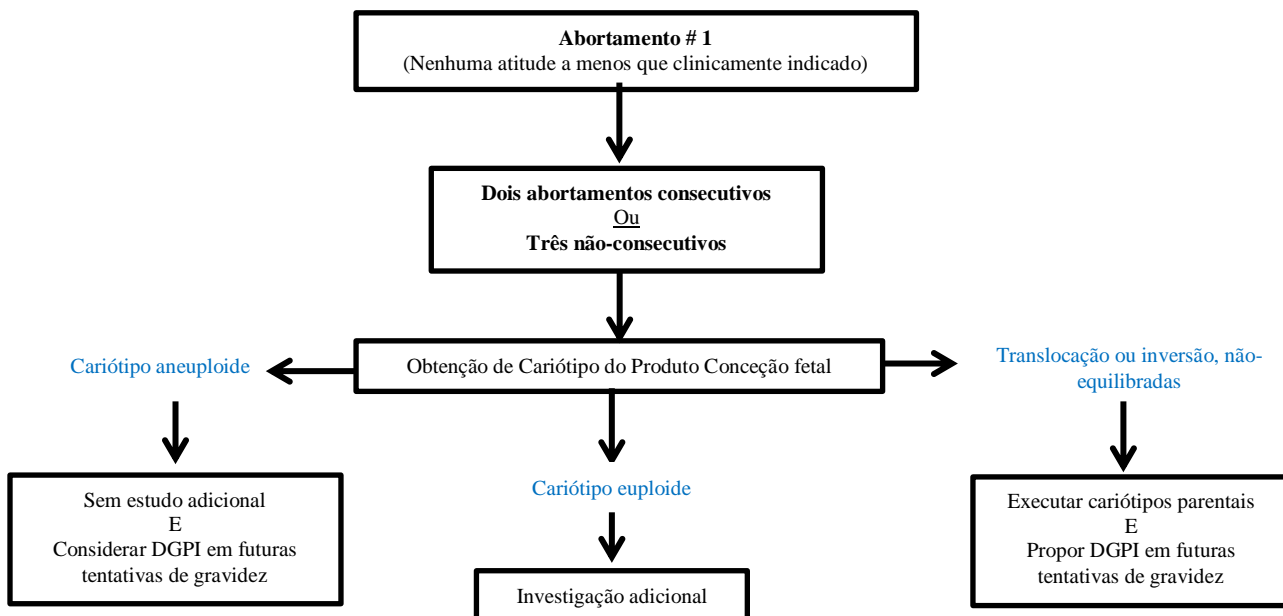 Abortamento # 1
(Nenhuma atitude a menos que clinicamente indicado)
Dois abortamentos consecutivos
Ou
Três não-consecutivos
Cariótipo aneuploide
Obtenção de Cariótipo do Produto Conceção fetal
Translocação ou inversão, não-
equilibradas
Sem estudo adicional
E
Considerar DGPI em futuras
tentativas de gravidez
Cariótipo euploide
Executar cariótipos parentais
E
Propor DGPI em futuras
tentativas de gravidez
Investigação adicional